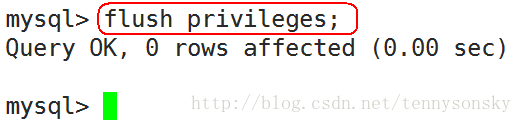 mysql> flush privileges;
Query OK, 0 rows affected (0.00 sec)
mysql>
http://blog.csdn.net/tennysonsky